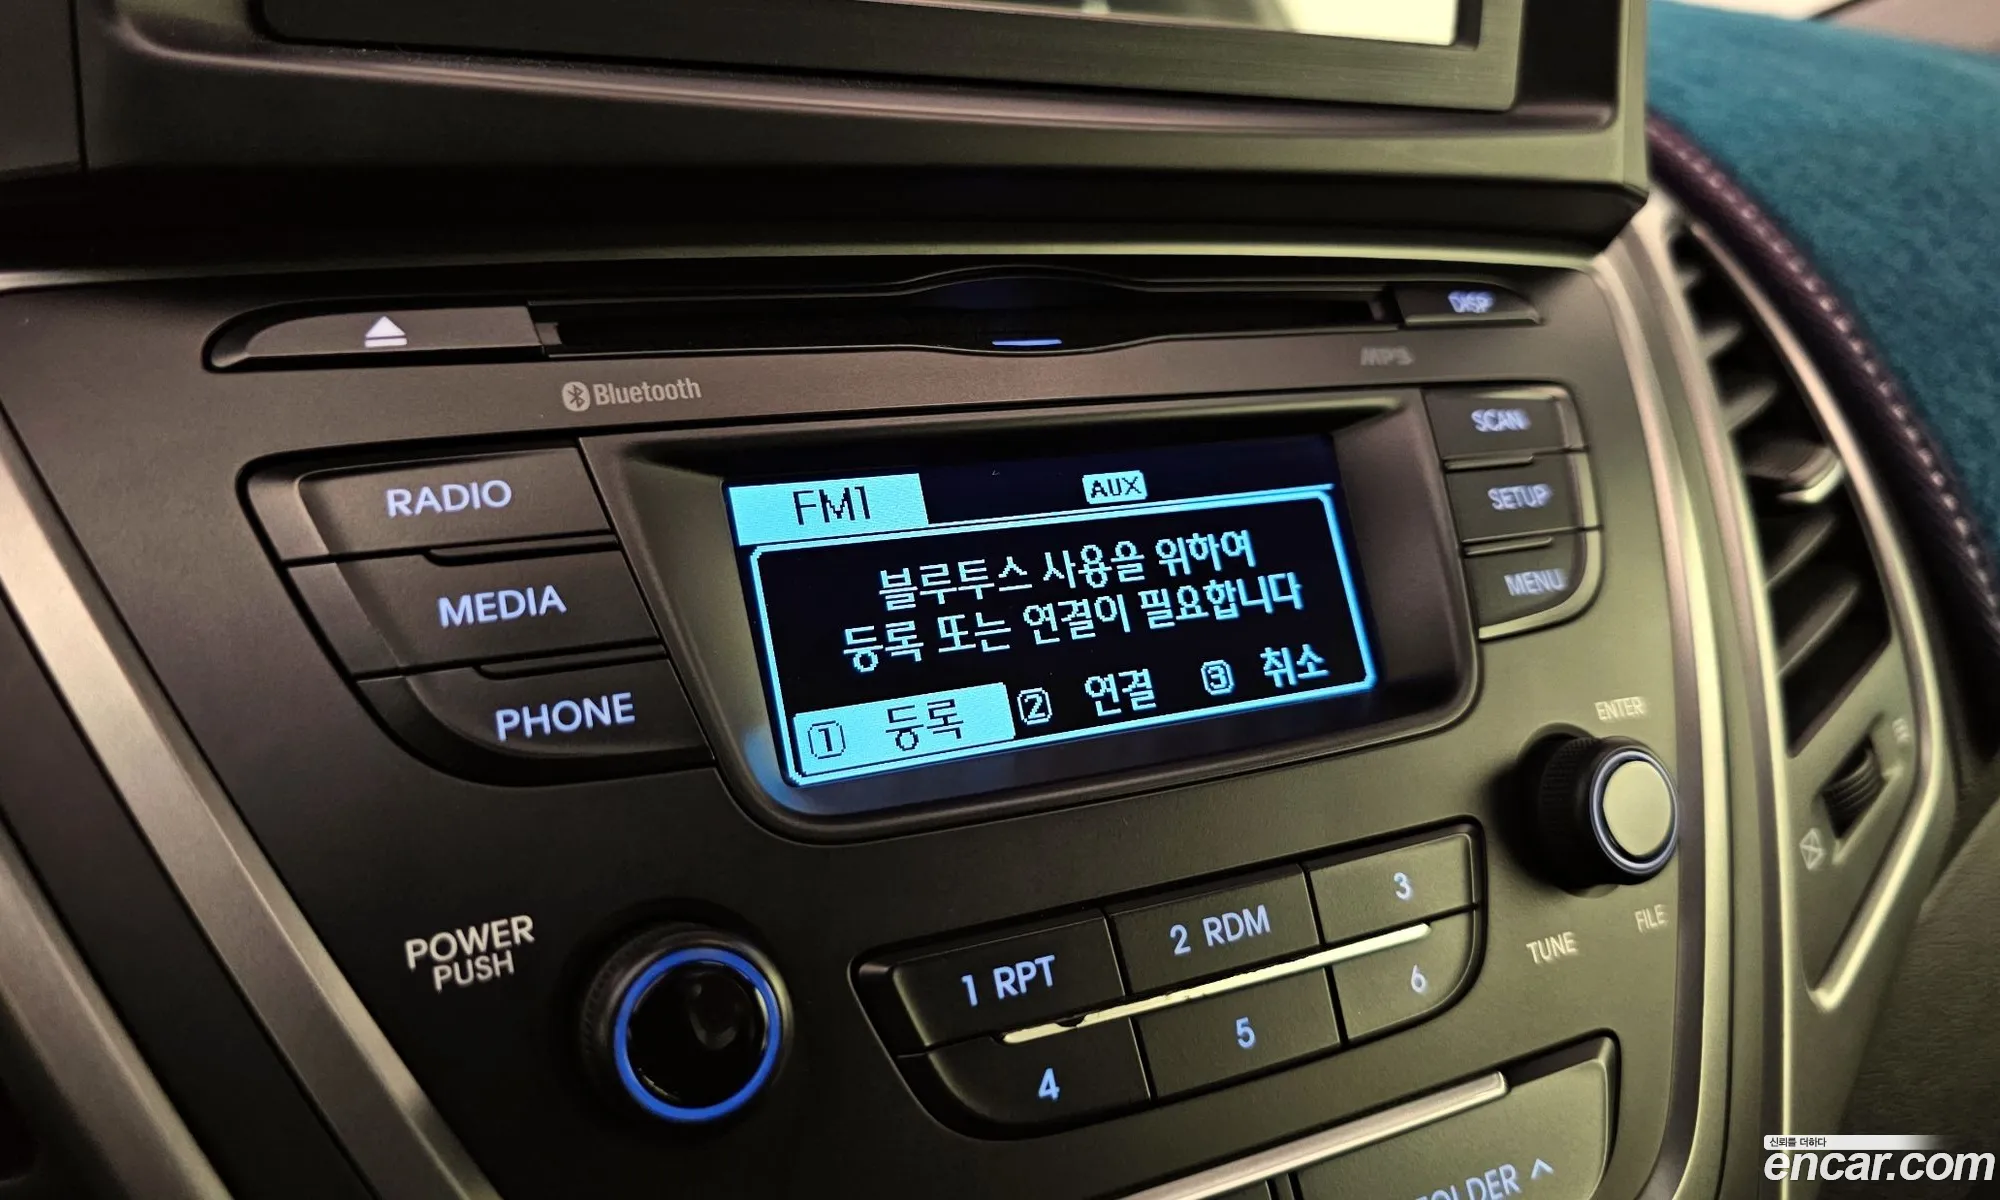 DISP
MP3
Bluetooth
RADIO
MEDIA
PHONE
SCAN
SETUP
MENU
FM1
AUX
블루투스 사용을 위하여
등록 또는 연결이 필요합니다
① 등록 ② 연결 ③ 취소
ENTER
TUNE
FILE
POWER
PUSH
1 RPT
2 RDM
3
4
5
6
FOLDER ^
신뢰를 더하다
encar.com